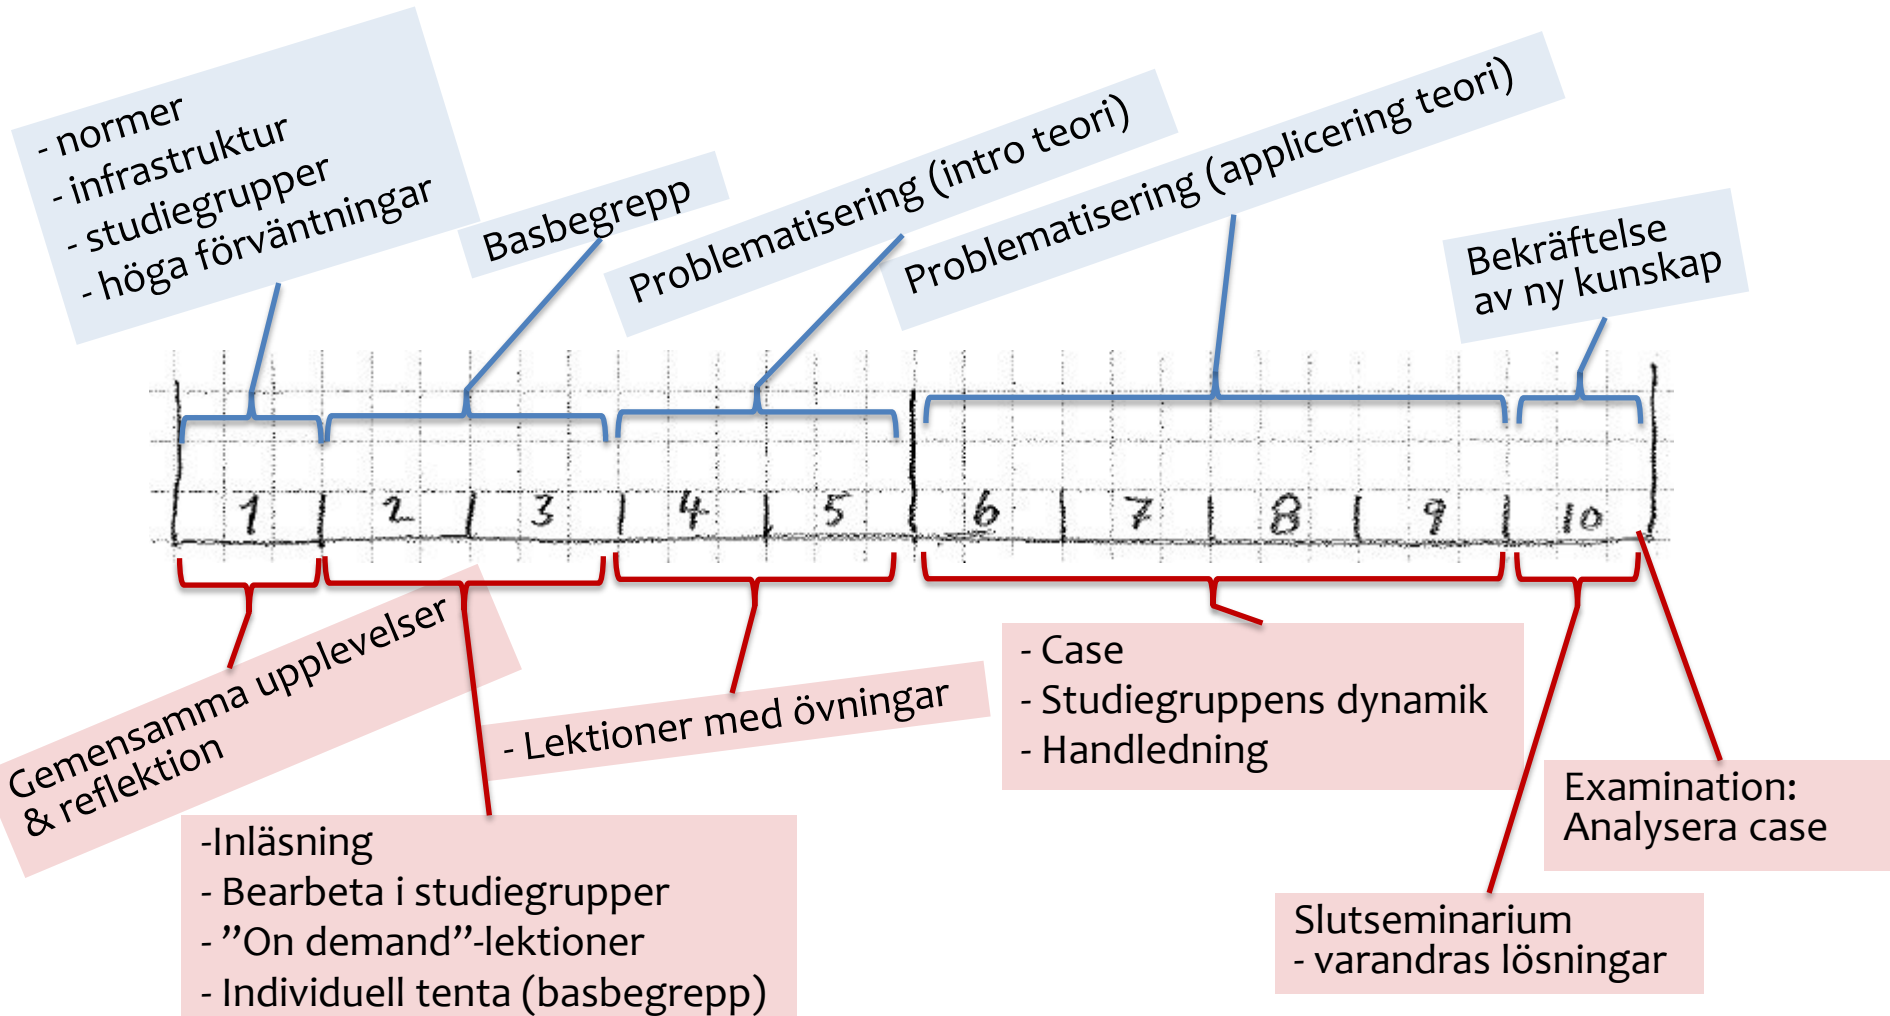 - normer
- infrastruktur
- studiegrupper
- höga förväntningar
Basbegrepp
Problematisering (intro teori)
Problematisering (applicering teori)
Bekräftelse
av ny kunskap
1 2 3 4 5 6 7 8 9 10
Gemensamma upplevelser
& reflektion
-Inläsning
- Bearbeta i studiegrupper
- ”On demand”-lektioner
- Individuell tenta (basbegrepp)
- Lektioner med övningar
- Case
- Studiegruppens dynamik
- Handledning
Slutseminarium
- varandras lösningar
Examination:
Analysera case